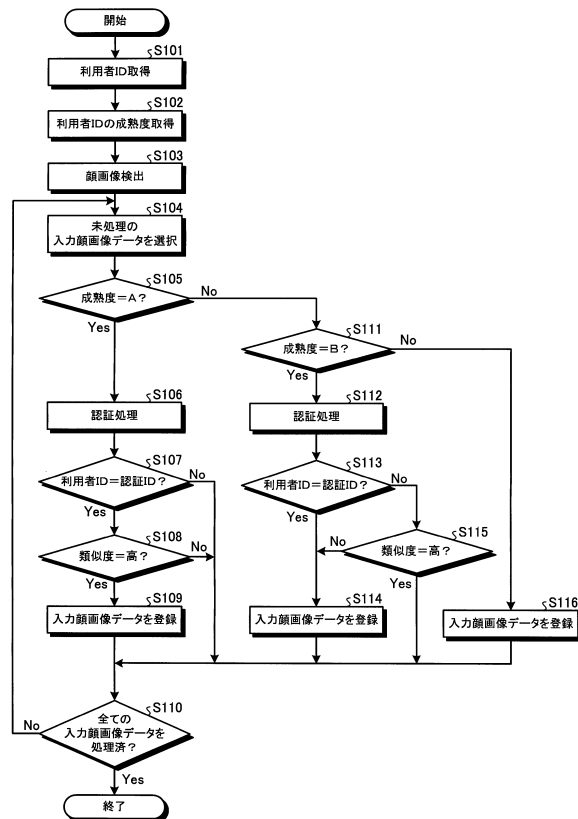 開始
S101
利用者ID取得
S102
利用者IDの成熟度取得
S103
顔画像検出
S104
未処理の
入力顔画像データを選択
S105
成熟度=A?
No
Yes
S111
成熟度=B?
No
Yes
S106
認証処理
S112
認証処理
S107
利用者ID=認証ID?
No
Yes
S113
利用者ID=認証ID?
No
Yes
S108
類似度=高?
No
Yes
S115
類似度=高?
No
Yes
S109
入力顔画像データを登録
S114
入力顔画像データを登録
S116
入力顔画像データを登録
S110
全ての
入力顔画像データを
処理済?
No
Yes
終了